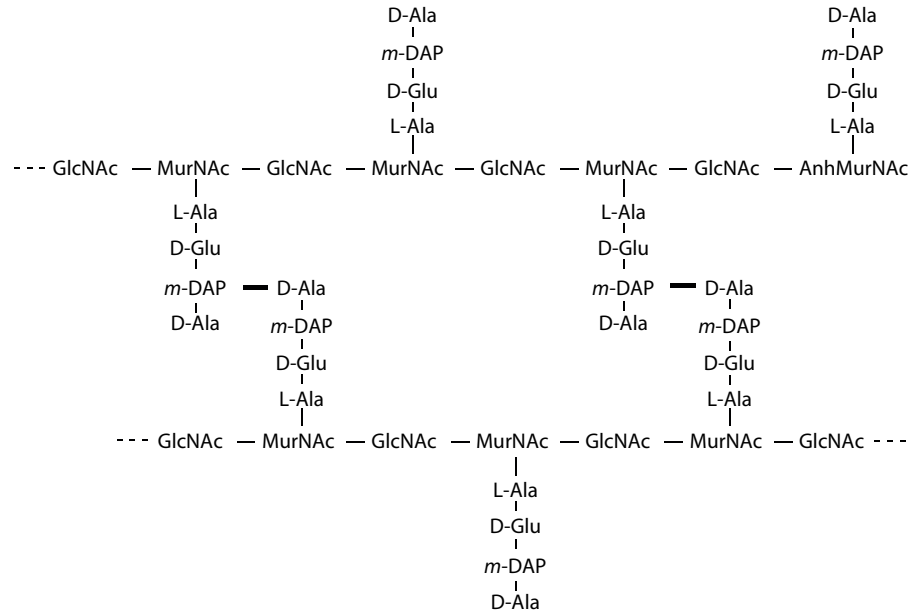 D-Ala D-Ala
m-DAP m-DAP
D-Glu D-Glu
L-Ala L-Ala
GlcNAc — MurNAc — GlcNAc — MurNAc — GlcNAc — MurNAc — GlcNAc — AnhMurNAc
L-Ala L-Ala
D-Glu D-Glu
m-DAP — D-Ala m-DAP — D-Ala
D-Ala m-DAP D-Ala m-DAP
D-Glu D-Glu
L-Ala L-Ala
GlcNAc — MurNAc — GlcNAc — MurNAc — GlcNAc — MurNAc — GlcNAc
L-Ala
D-Glu
m-DAP
D-Ala